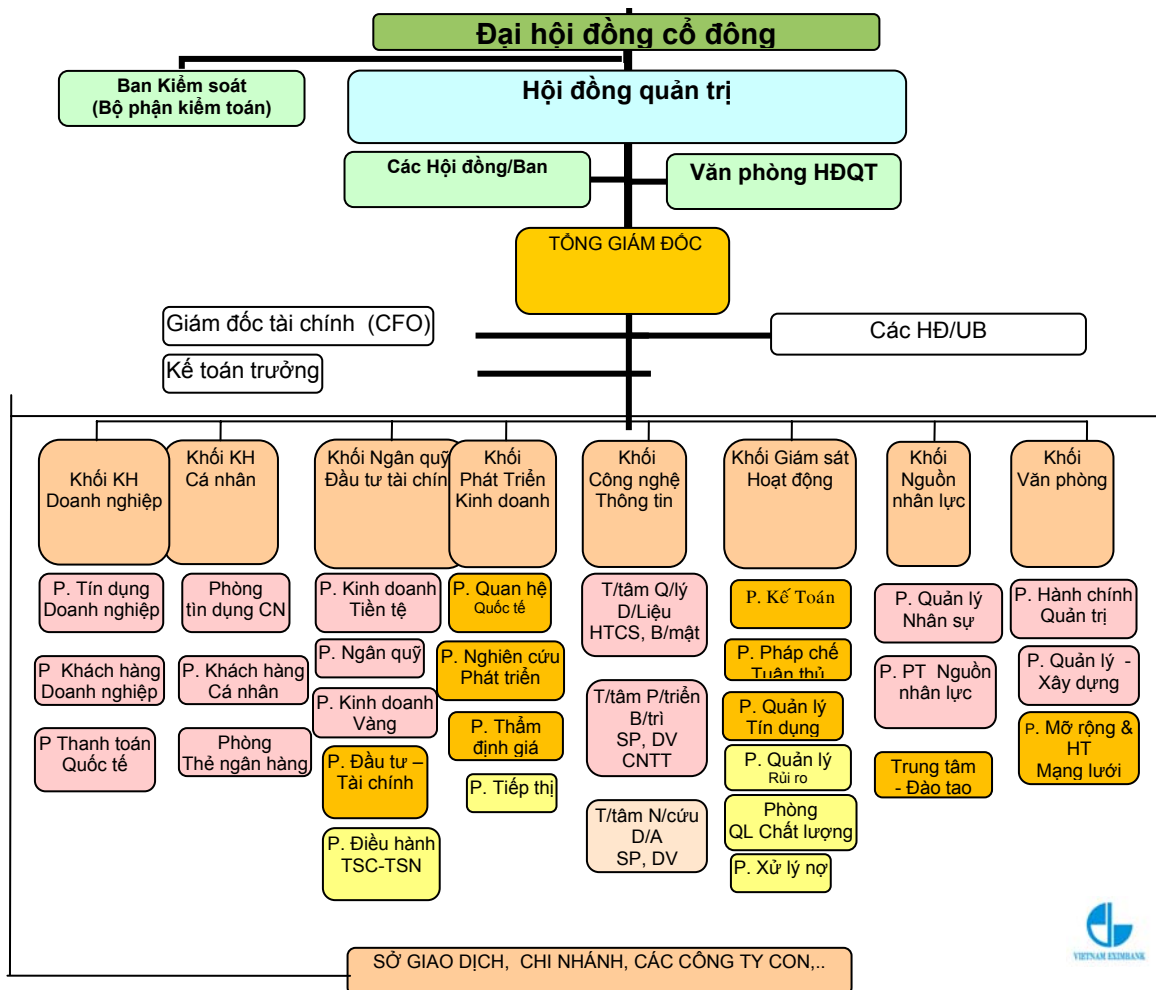 Đại hội đồng cổ đông
Ban Kiểm soát
(Bộ phận kiểm toán)
Hội đồng quản trị
Các Hội đồng/Ban
Văn phòng HĐQT
TỔNG GIÁM ĐỐC
Giám đốc tài chính (CFO)
Các HĐ/UB
Kế toán trưởng
Khối KH
Doanh nghiệp
Khối KH
Cá nhân
Khối Ngân quỹ
Đầu tư tài chín
Khối
Phát Triển
Kinh doanh
Khối
Công nghệ
Thông tin
Khối Giám sát
Hoạt động
Khối
Nguồn
nhân lực
Khối
Văn phòng
P. Tín dụng
Doanh nghiệp
P Khách hàng
Doanh nghiệp
P Thanh toán
Quốc tế
Phòng
tìn dụng CN
P. Khách hàng
Cá nhân
Phòng
Thẻ ngân hàng
P. Kinh doanh
Tiền tệ
P. Ngân quỹ
P. Kinh doanh
Vàng
P. Đầu tư –
Tài chính
P. Điều hành
TSC-TSN
P. Quan hệ
Quốc tế
P. Nghiên cứu
Phát triển
P. Thẩm
định giá
P. Tiếp thị
T/tâm Q/lý
D/Liệu
HTCS, B/mật
T/tâm P/triển
B/trì
SP, DV
CNTT
T/tâm N/cứu
D/A
SP, DV
P. Kế Toán
P. Pháp chế
Tuân thủ
P. Quản lý
Tín dụng
P. Quản lý
Rủi ro
Phòng
QL Chất lượng
P. Xử lý nợ
P. Quản lý
Nhân sự
P. PT Nguồn
nhân lực
Trung tâm
- Đào tao
P. Hành chính
Quản trị
P. Quản lý -
Xây dựng
P. Mỡ rộng &
HT
Mạng lưới
SỞ GIAO DỊCH, CHI NHÁNH, CÁC CÔNG TY CON,..
VIETNAM EXIMBANK